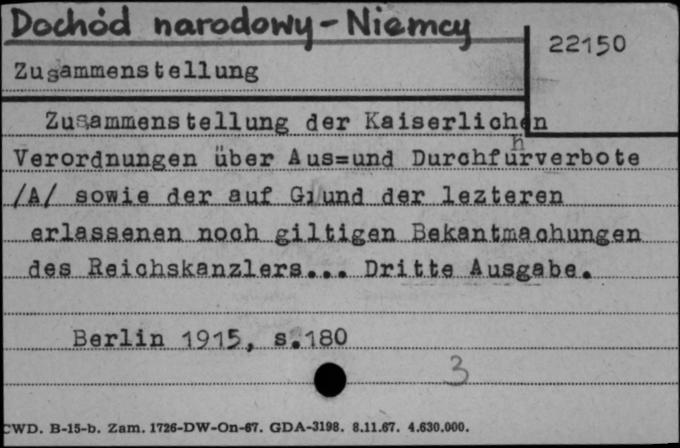 Dochód narodowy - Niemcy
22150
Zusammenstellung
Zusammenstellung der Kaiserlichen
Verordnungen über Aus=und Durchfuhrverbote
/A/ sowie der auf Grund der lezteren
erlassenen noch giltigen Bekantmachungen
des Reichskanzlers... Dritte Ausgabe.
Berlin 1915, s.180
3
CWD. B-15-b. Zam. 1726-DW-On-67. GDA-3198. 8.11.67. 4.630.000.